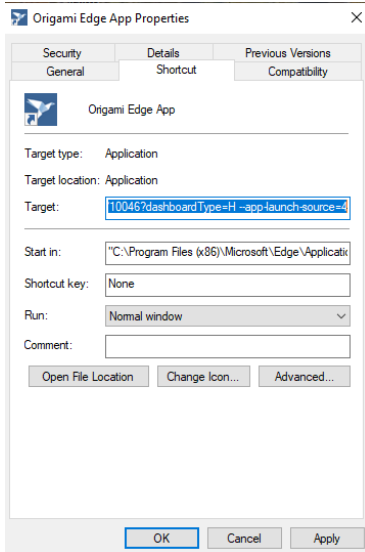 Origami Edge App Properties
Security Details Previous Versions
General Shortcut Compatibility
Origami Edge App
Target type: Application
Target location: Application
Target: 10046?dashboardType=H --app-launch-source=4
Start in: "C:\Program Files (x86)\Microsoft\Edge\Applicatic
Shortcut key: None
Run: Normal window
Comment:
Open File Location Change Icon... Advanced...
OK Cancel Apply